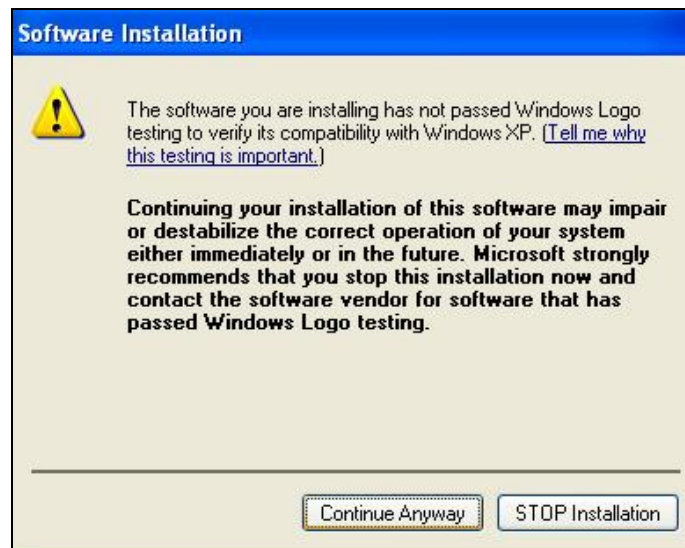 Software Installation
The software you are installing has not passed Windows Logo
testing to verify its compatibility with Windows XP. (Tell me why
this testing is important.)
Continuing your installation of this software may impair
or destabilize the correct operation of your system
either immediately or in the future. Microsoft strongly
recommends that you stop this installation now and
contact the software vendor for software that has
passed Windows Logo testing.
Continue Anyway
STOP Installation